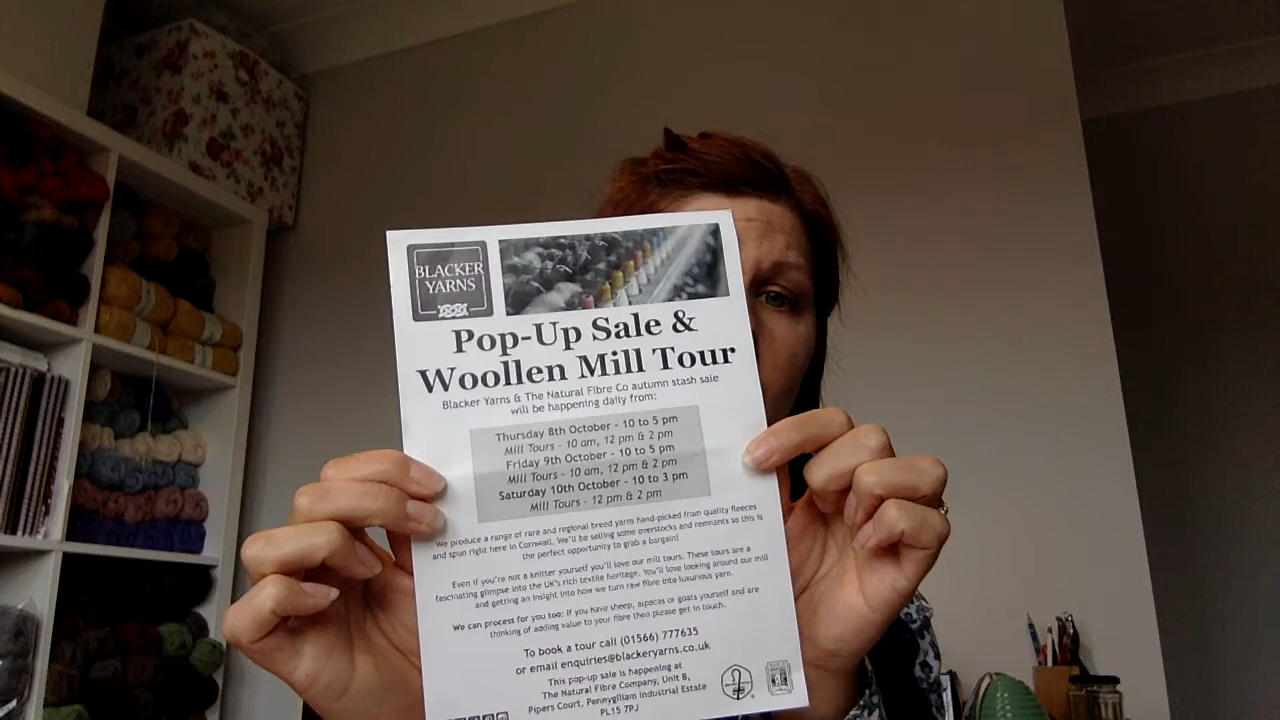 BLACKER
YARNS
Pop-Up Sale &
Woollen Mill Tour
Blacker Yarns & The Natural Fibre Co autumn stash sale
will be happening daily from:
Thursday 8th October - 10 to 5 pm
Mill Tours - 10 am, 12 pm & 2 pm
Friday 9th October - 10 to 5 pm
Mill Tours - 10 am, 12 pm & 2 pm
Saturday 10th October - 10 to 3 pm
Mill Tours - 12 pm & 2 pm
We produce a range of rare and regional breed yarns hand-picked from quality fleeces
and spun right here in Cornwall. We'll be selling some overstocks and remnants so this is
the perfect opportunity to grab a bargain!
Even if you're not a knitter yourself you'll love our mill tours. These tours are a
fascinating glimpse into the UK's rich textile heritage. You'll love looking around our mill
and getting an insight into how we turn raw fibre into luxurious yarn.
We can process for you too: If you have sheep, alpacas or goats yourself and are
thinking of adding value to your fibre then please get in touch.
To book a tour call (01566) 777635
or email enquiries@blackeryarns.co.uk
This pop-up sale is happening at
The Natural Fibre Company, Unit B,
Pipers Court, Pennygillam Industrial Estate
PL15 7PJ